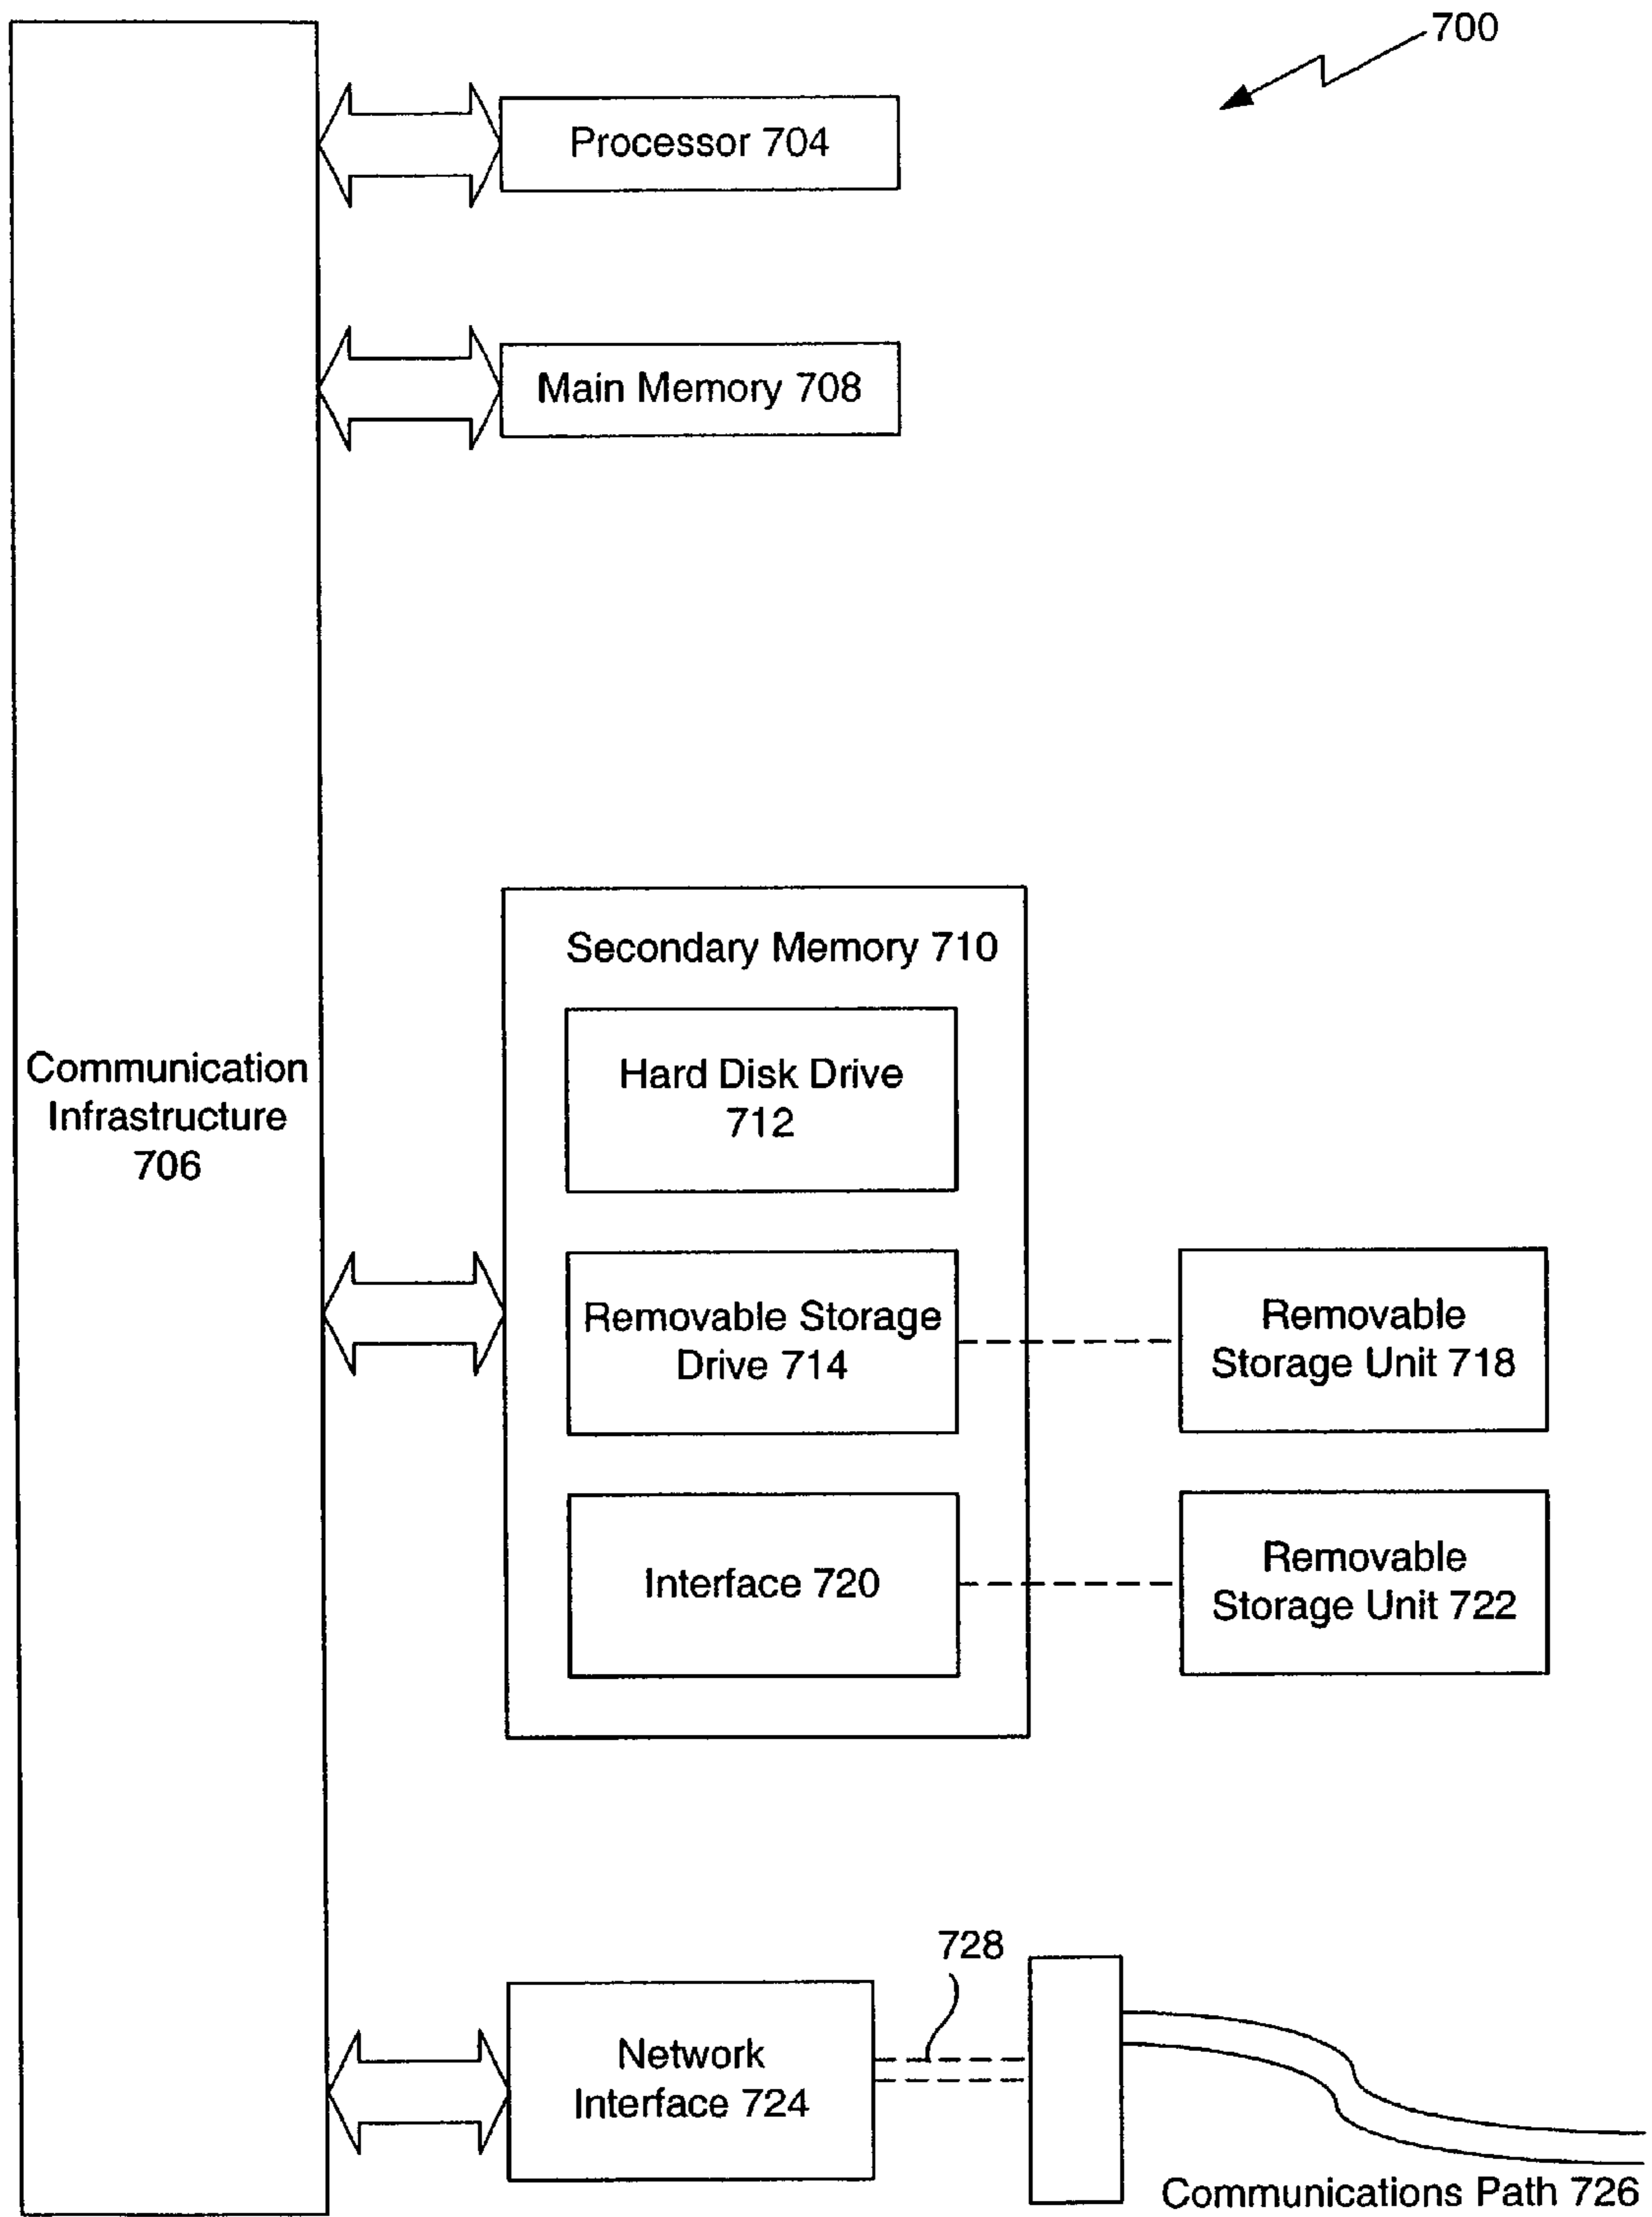 700
Processor 704
Main Memory 708
Secondary Memory 710
Hard Disk Drive
712
Communication
Infrastructure
706
Removable Storage
Drive 714
Removable
Storage Unit 718
Interface 720
Removable
Storage Unit 722
728
Network
Interface 724
Communications Path 726